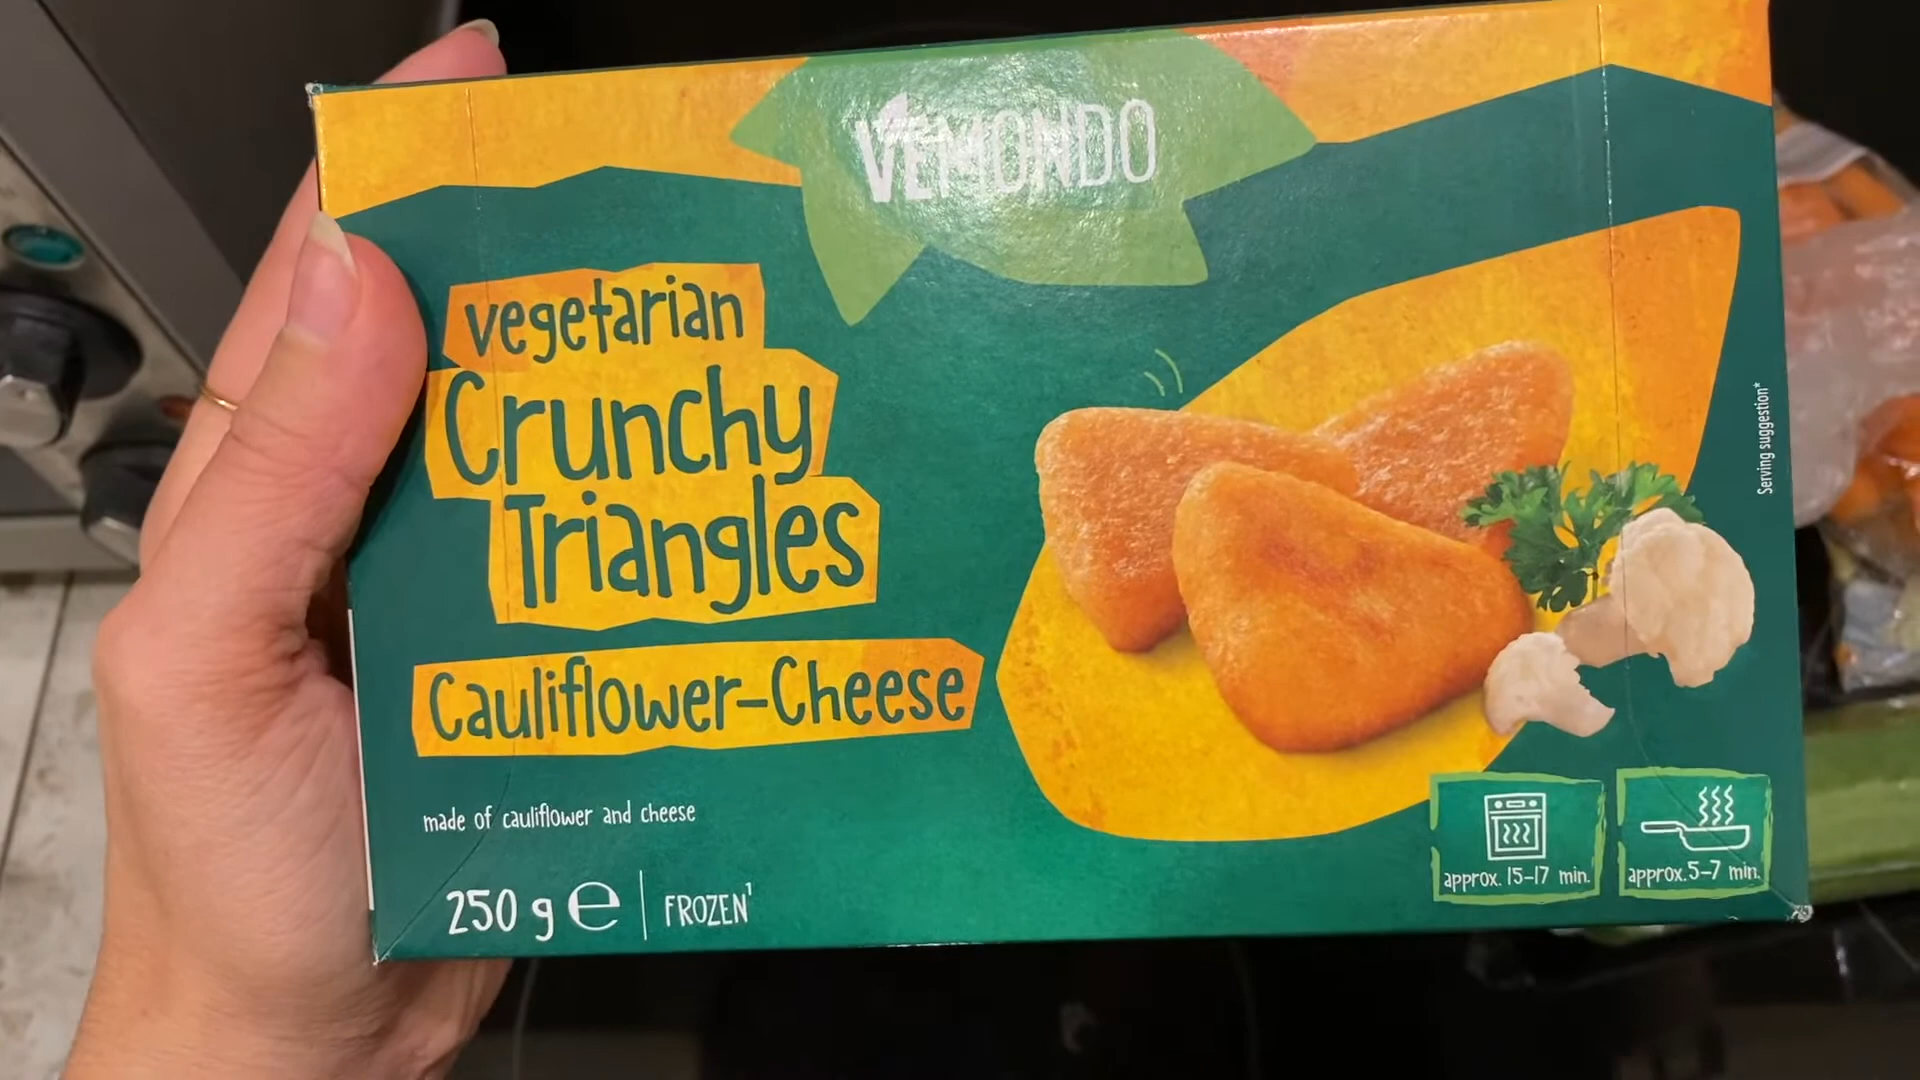 VEMONDO
vegetarian
Crunchy
Triangles
Cauliflower-Cheese
made of cauliflower and cheese
250 g e
FROZEN¹
Serving suggestion*
approx. 15-17 min.
approx. 5-7 min.